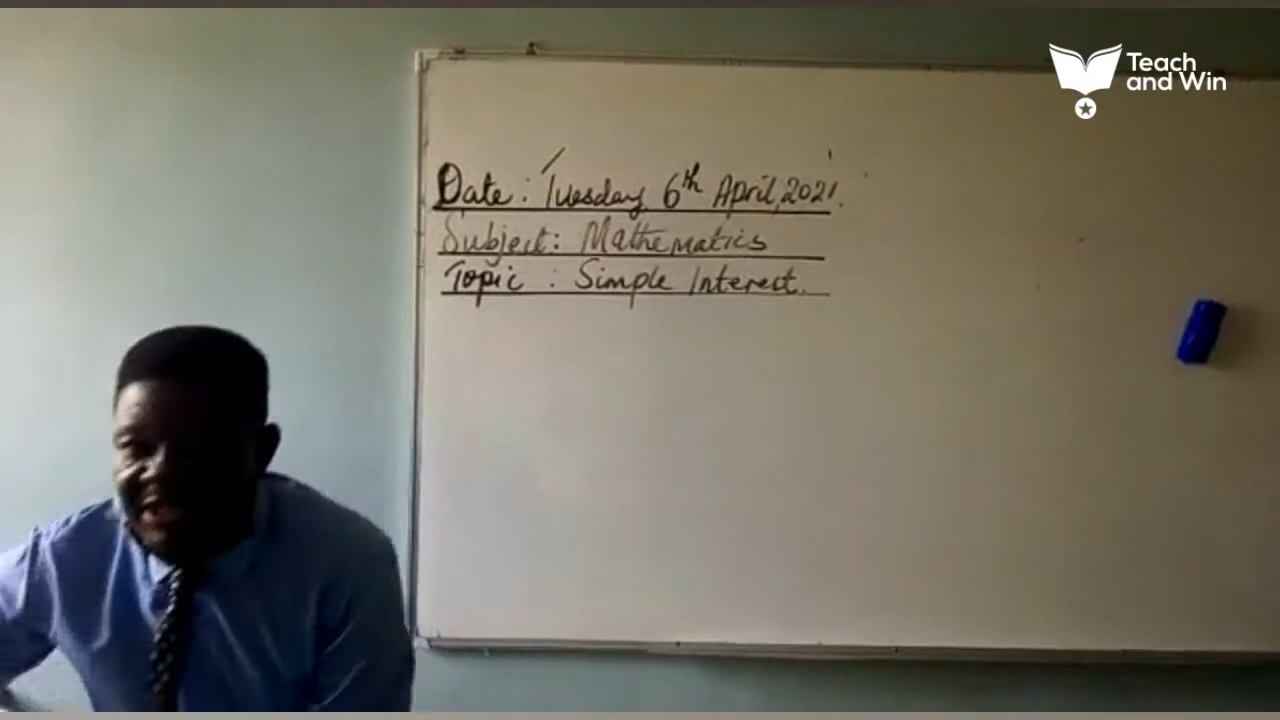 Teach
and Win
Date: Tuesday 6th April, 2021.
Subject: Mathematics
Topic : Simple Interest.